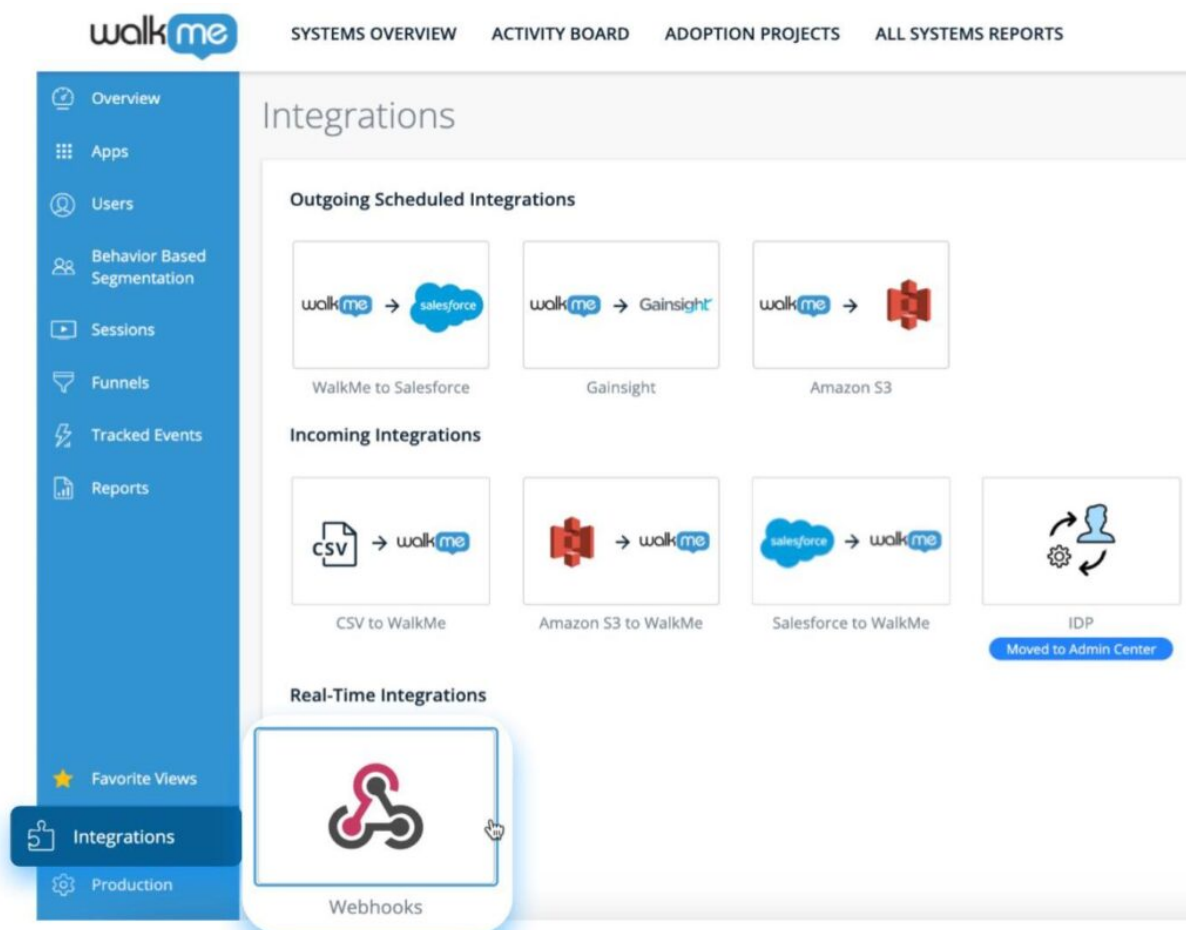 walkme SYSTEMS OVERVIEW ACTIVITY BOARD ADOPTION PROJECTS ALL SYSTEMS REPORTS
Overview
Apps
Users
Behavior Based
Segmentation
Sessions
Funnels
Tracked Events
Reports
Favorite Views
Integrations
Production
Integrations
Outgoing Scheduled Integrations
walkme → salesforce
WalkMe to Salesforce
walkme → Gainsight
Gainsight
walkme →
Amazon S3
Incoming Integrations
CSV → walkme
CSV to WalkMe
→ walkme
Amazon S3 to WalkMe
salesforce → walkme
Salesforce to WalkMe
IDP
Moved to Admin Center
Real-Time Integrations
Webhooks